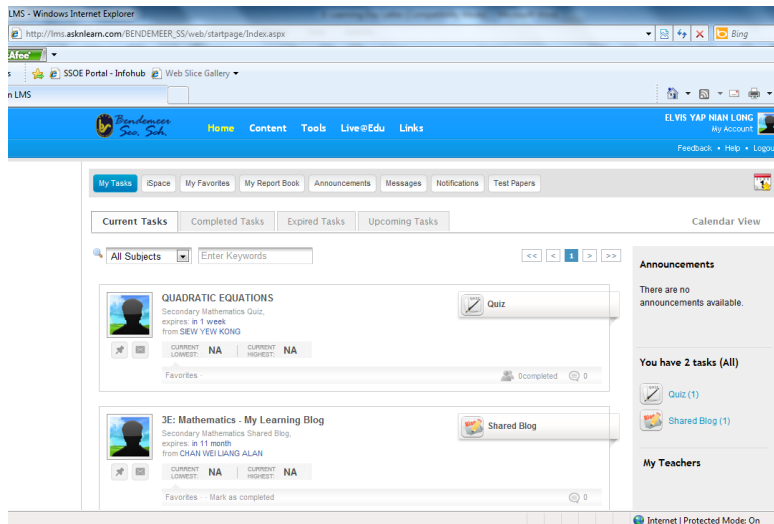 LMS - Windows Internet Explorer
http://lms.asknlearn.com/BENDEMEER_SS/web/startpage/Index.aspx
Bing
Afee
s SSOE Portal - Infohub Web Slice Gallery
n LMS
Bendemeer Sec. Sch.
Home Content Tools Live@Edu Links
ELVIS YAP NIAN LONG
My Account
Feedback • Help • Logou
My Tasks iSpace My Favorites My Report Book Announcements Messages Notifications Test Papers
Current Tasks Completed Tasks Expired Tasks Upcoming Tasks Calendar View
All Subjects Enter Keywords << < 1 > >>
QUADRATIC EQUATIONS
Secondary Mathematics Quiz,
expires: in 1 week
from SIEW YEW KONG
CURRENT LOWEST: NA CURRENT HIGHEST: NA
Quiz
Favorites ·
0completed 0
3E: Mathematics - My Learning Blog
Secondary Mathematics Shared Blog,
expires: in 11 month
from CHAN WEI LIANG ALAN
CURRENT LOWEST: NA CURRENT HIGHEST: NA
Shared Blog
Favorites · · Mark as completed
0
Announcements
There are no
announcements available.
You have 2 tasks (All)
Quiz (1)
Shared Blog (1)
My Teachers
Internet | Protected Mode: On